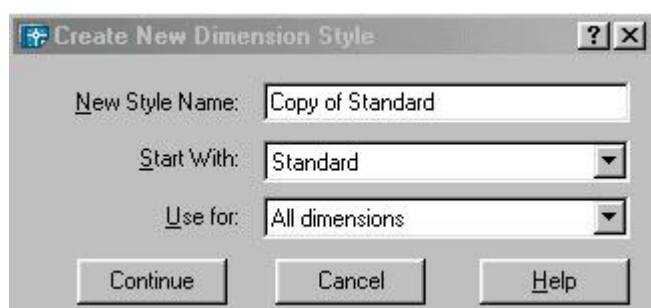 Create New Dimension Style
New Style Name: Copy of Standard
Start With: Standard
Use for: All dimensions
Continue Cancel Help